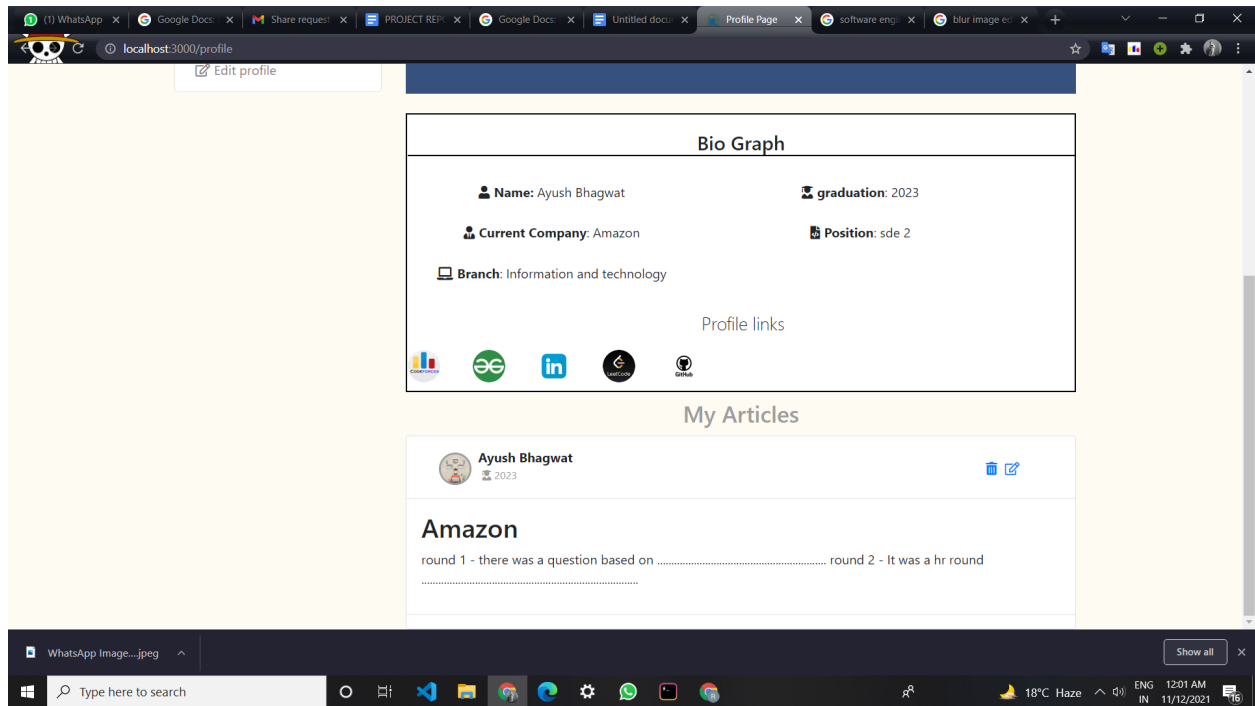 (1) WhatsApp
Google Docs:
Share request
PROJECT REPO
Google Docs:
Untitled docu
Profile Page
software engi
blur image ed
localhost:3000/profile
Edit profile
Bio Graph
Name: Ayush Bhagwat
graduation: 2023
Current Company: Amazon
Position: sde 2
Branch: Information and technology
Profile links
CODEFORCES
in
LeetCode
GitHub
My Articles
Ayush Bhagwat
2023
Amazon
round 1 - there was a question based on ............................................................ round 2 - It was a hr round
.............................................................................
WhatsApp Image....jpeg
Show all
Type here to search
18°C Haze
ENG
IN
12:01 AM
11/12/2021
16